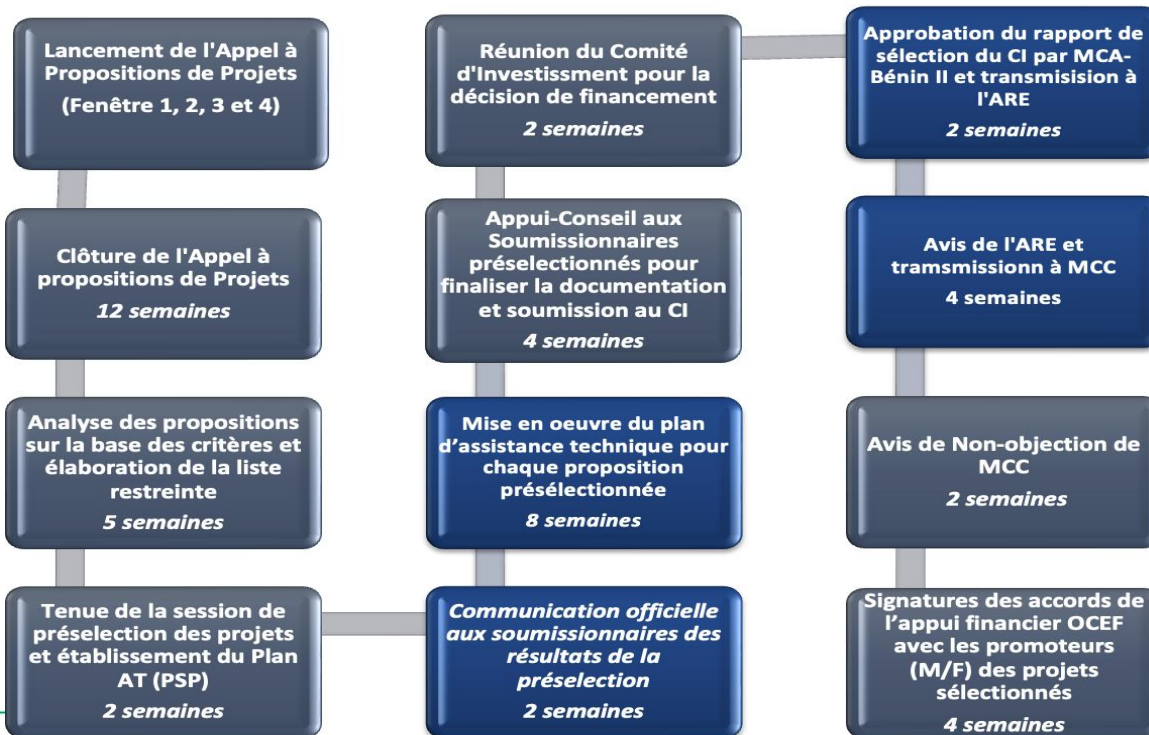 Lancement de l'Appel à
Propositions de Projets
(Fenêtre 1, 2, 3 et 4)
Clôture de l'Appel à
propositions de Projets
12 semaines
Analyse des propositions
sur la base des critères et
élaboration de la liste
restreinte
5 semaines
Tenue de la session de
préselection des projets
et établissement du Plan
AT (PSP)
2 semaines
Communication officielle
aux soumissionnaires des
résultats de la
préselection
2 semaines
Mise en oeuvre du plan
d'assistance technique pour
chaque proposition
présélectionnée
8 semaines
Appui-Conseil aux
Soumissionnaires
préselectionnés pour
finaliser la documentation
et soumission au CI
4 semaines
Réunion du Comité
d'Investissment pour la
décision de financement
2 semaines
Approbation du rapport de
sélection du CI par MCA-
Bénin II et transmisision à
l'ARE
2 semaines
Avis de l'ARE et
tramsmissionn à MCC
4 semaines
Avis de Non-objection de
MCC
2 semaines
Signatures des accords de
l'appui financier OCEF
avec les promoteurs
(M/F) des projets
sélectionnés
4 semaines